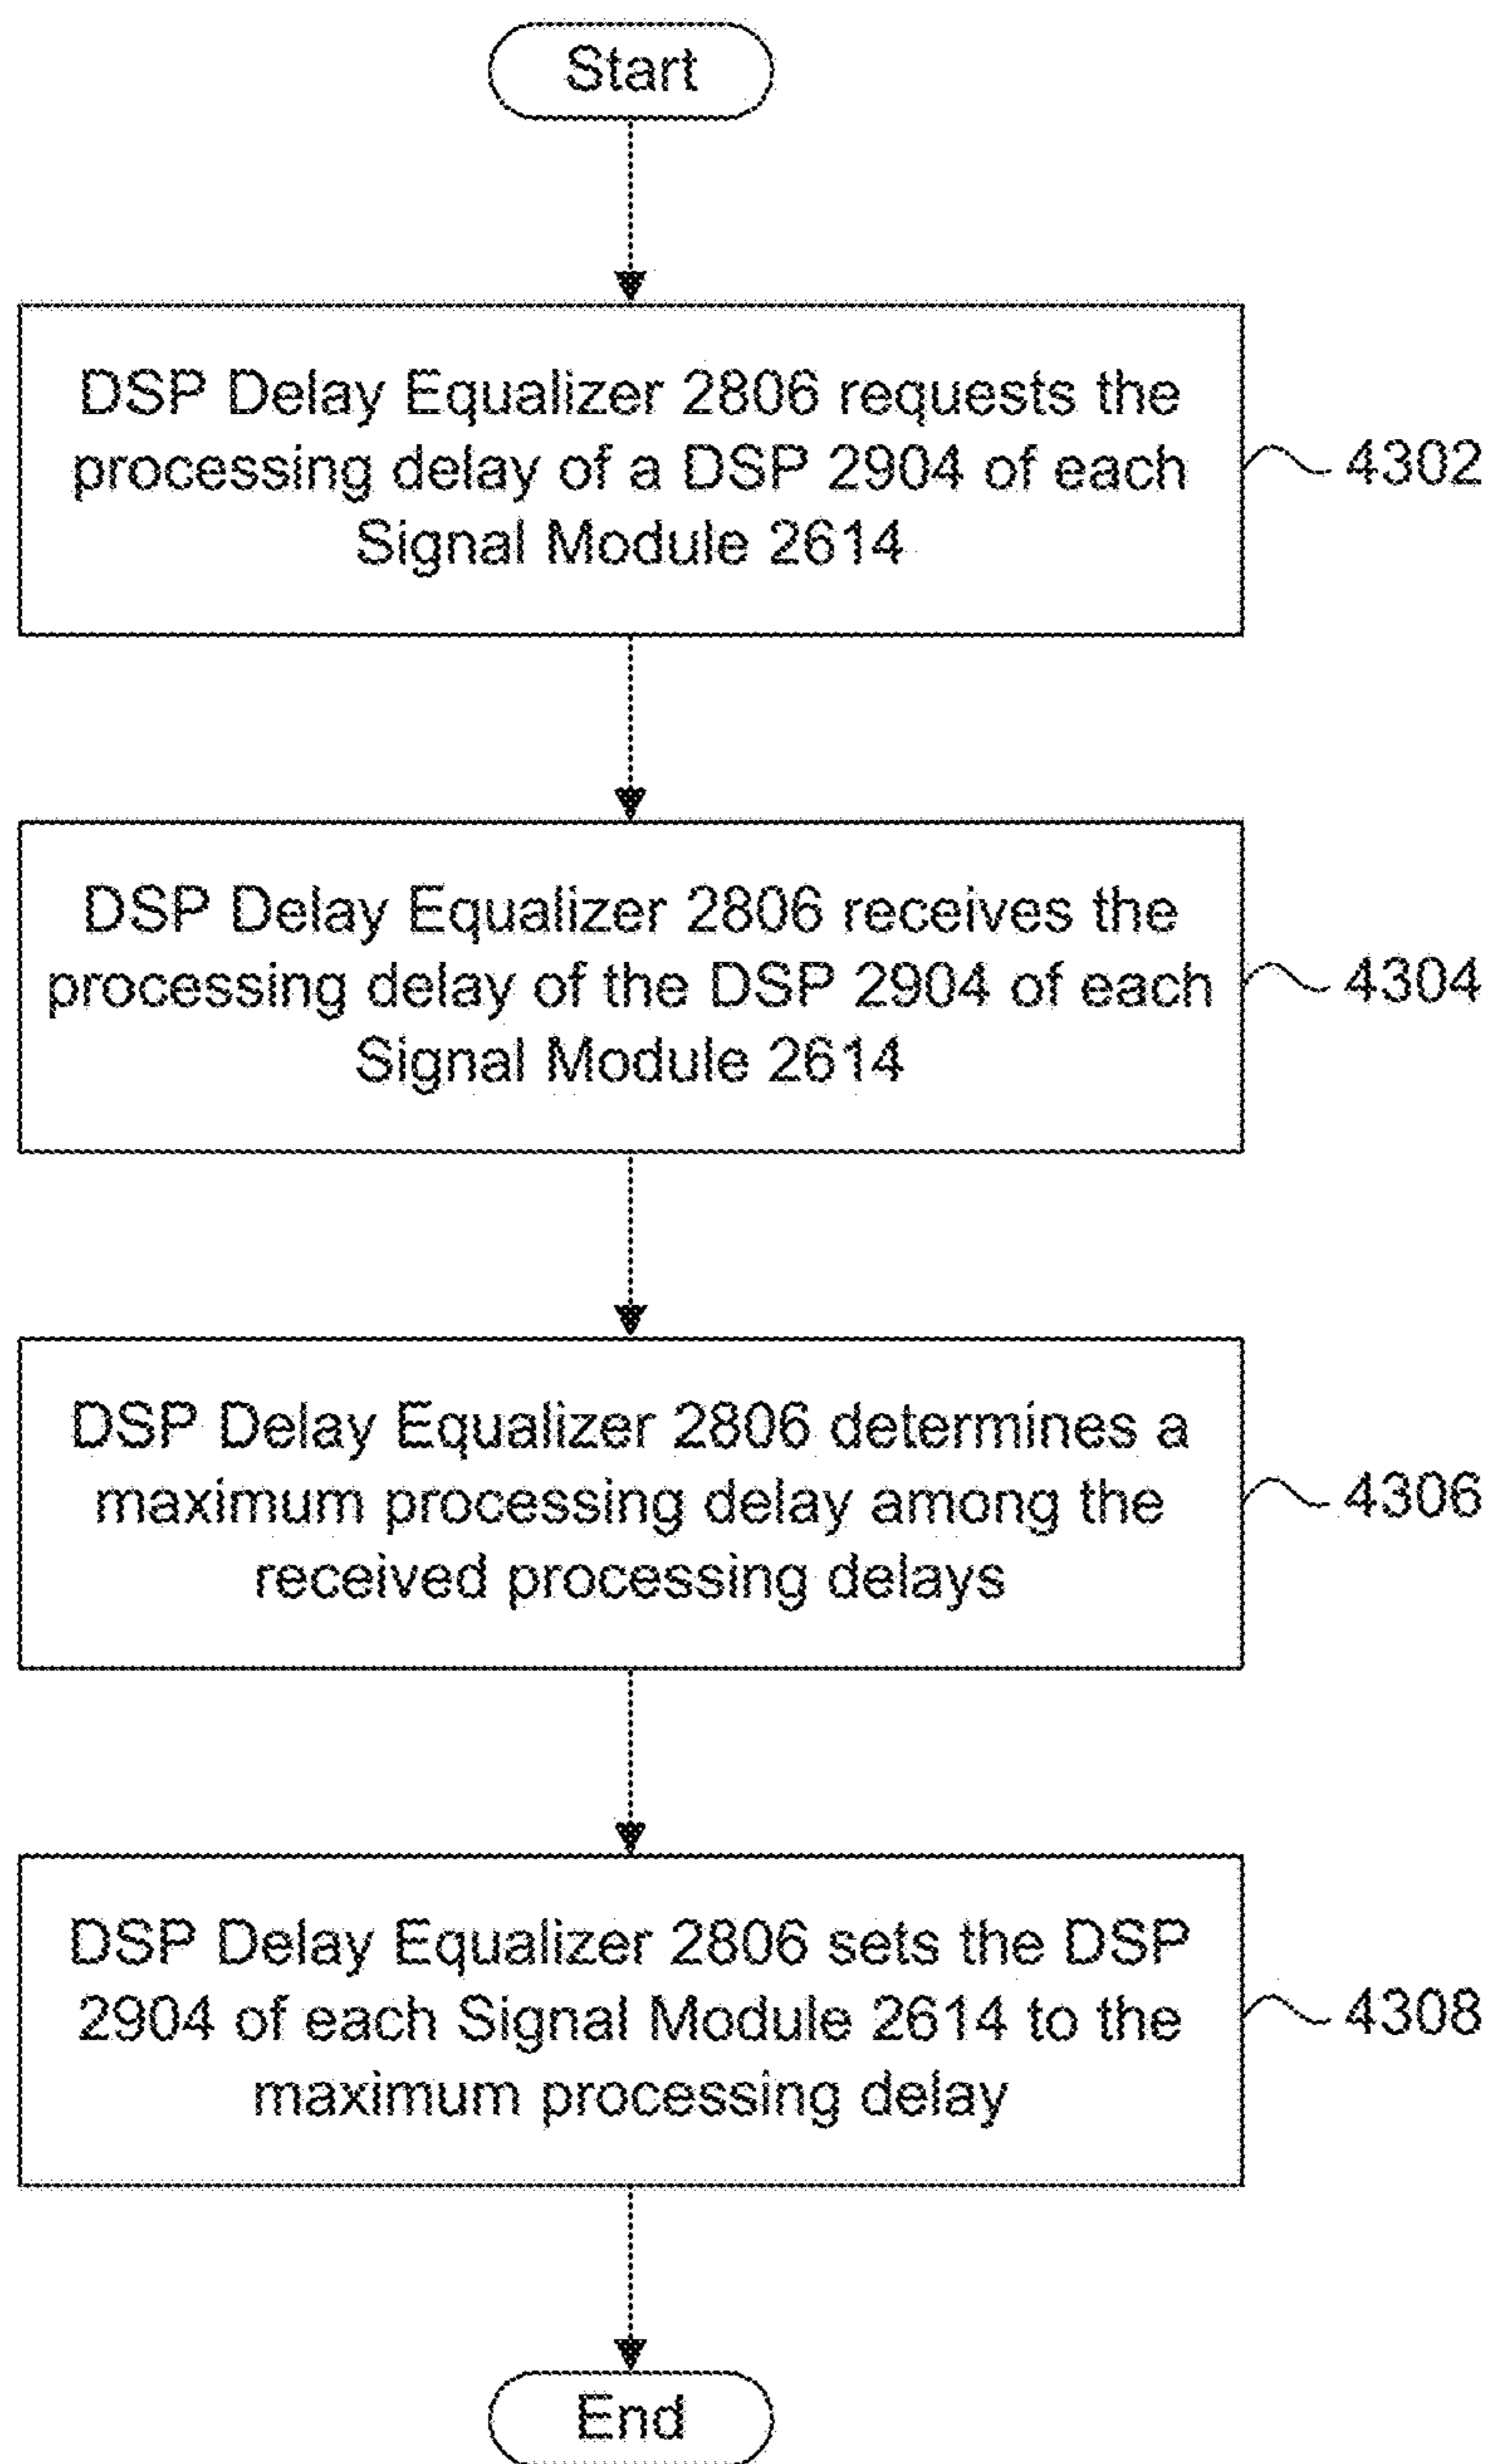 Start
DSP Delay Equalizer 2806 requests the
processing delay of a DSP 2904 of each
Signal Module 2614
4302
DSP Delay Equalizer 2806 receives the
processing delay of the DSP 2904 of each
Signal Module 2614
4304
DSP Delay Equalizer 2806 determines a
maximum processing delay among the
received processing delays
4306
DSP Delay Equalizer 2806 sets the DSP
2904 of each Signal Module 2614 to the
maximum processing delay
4308
End